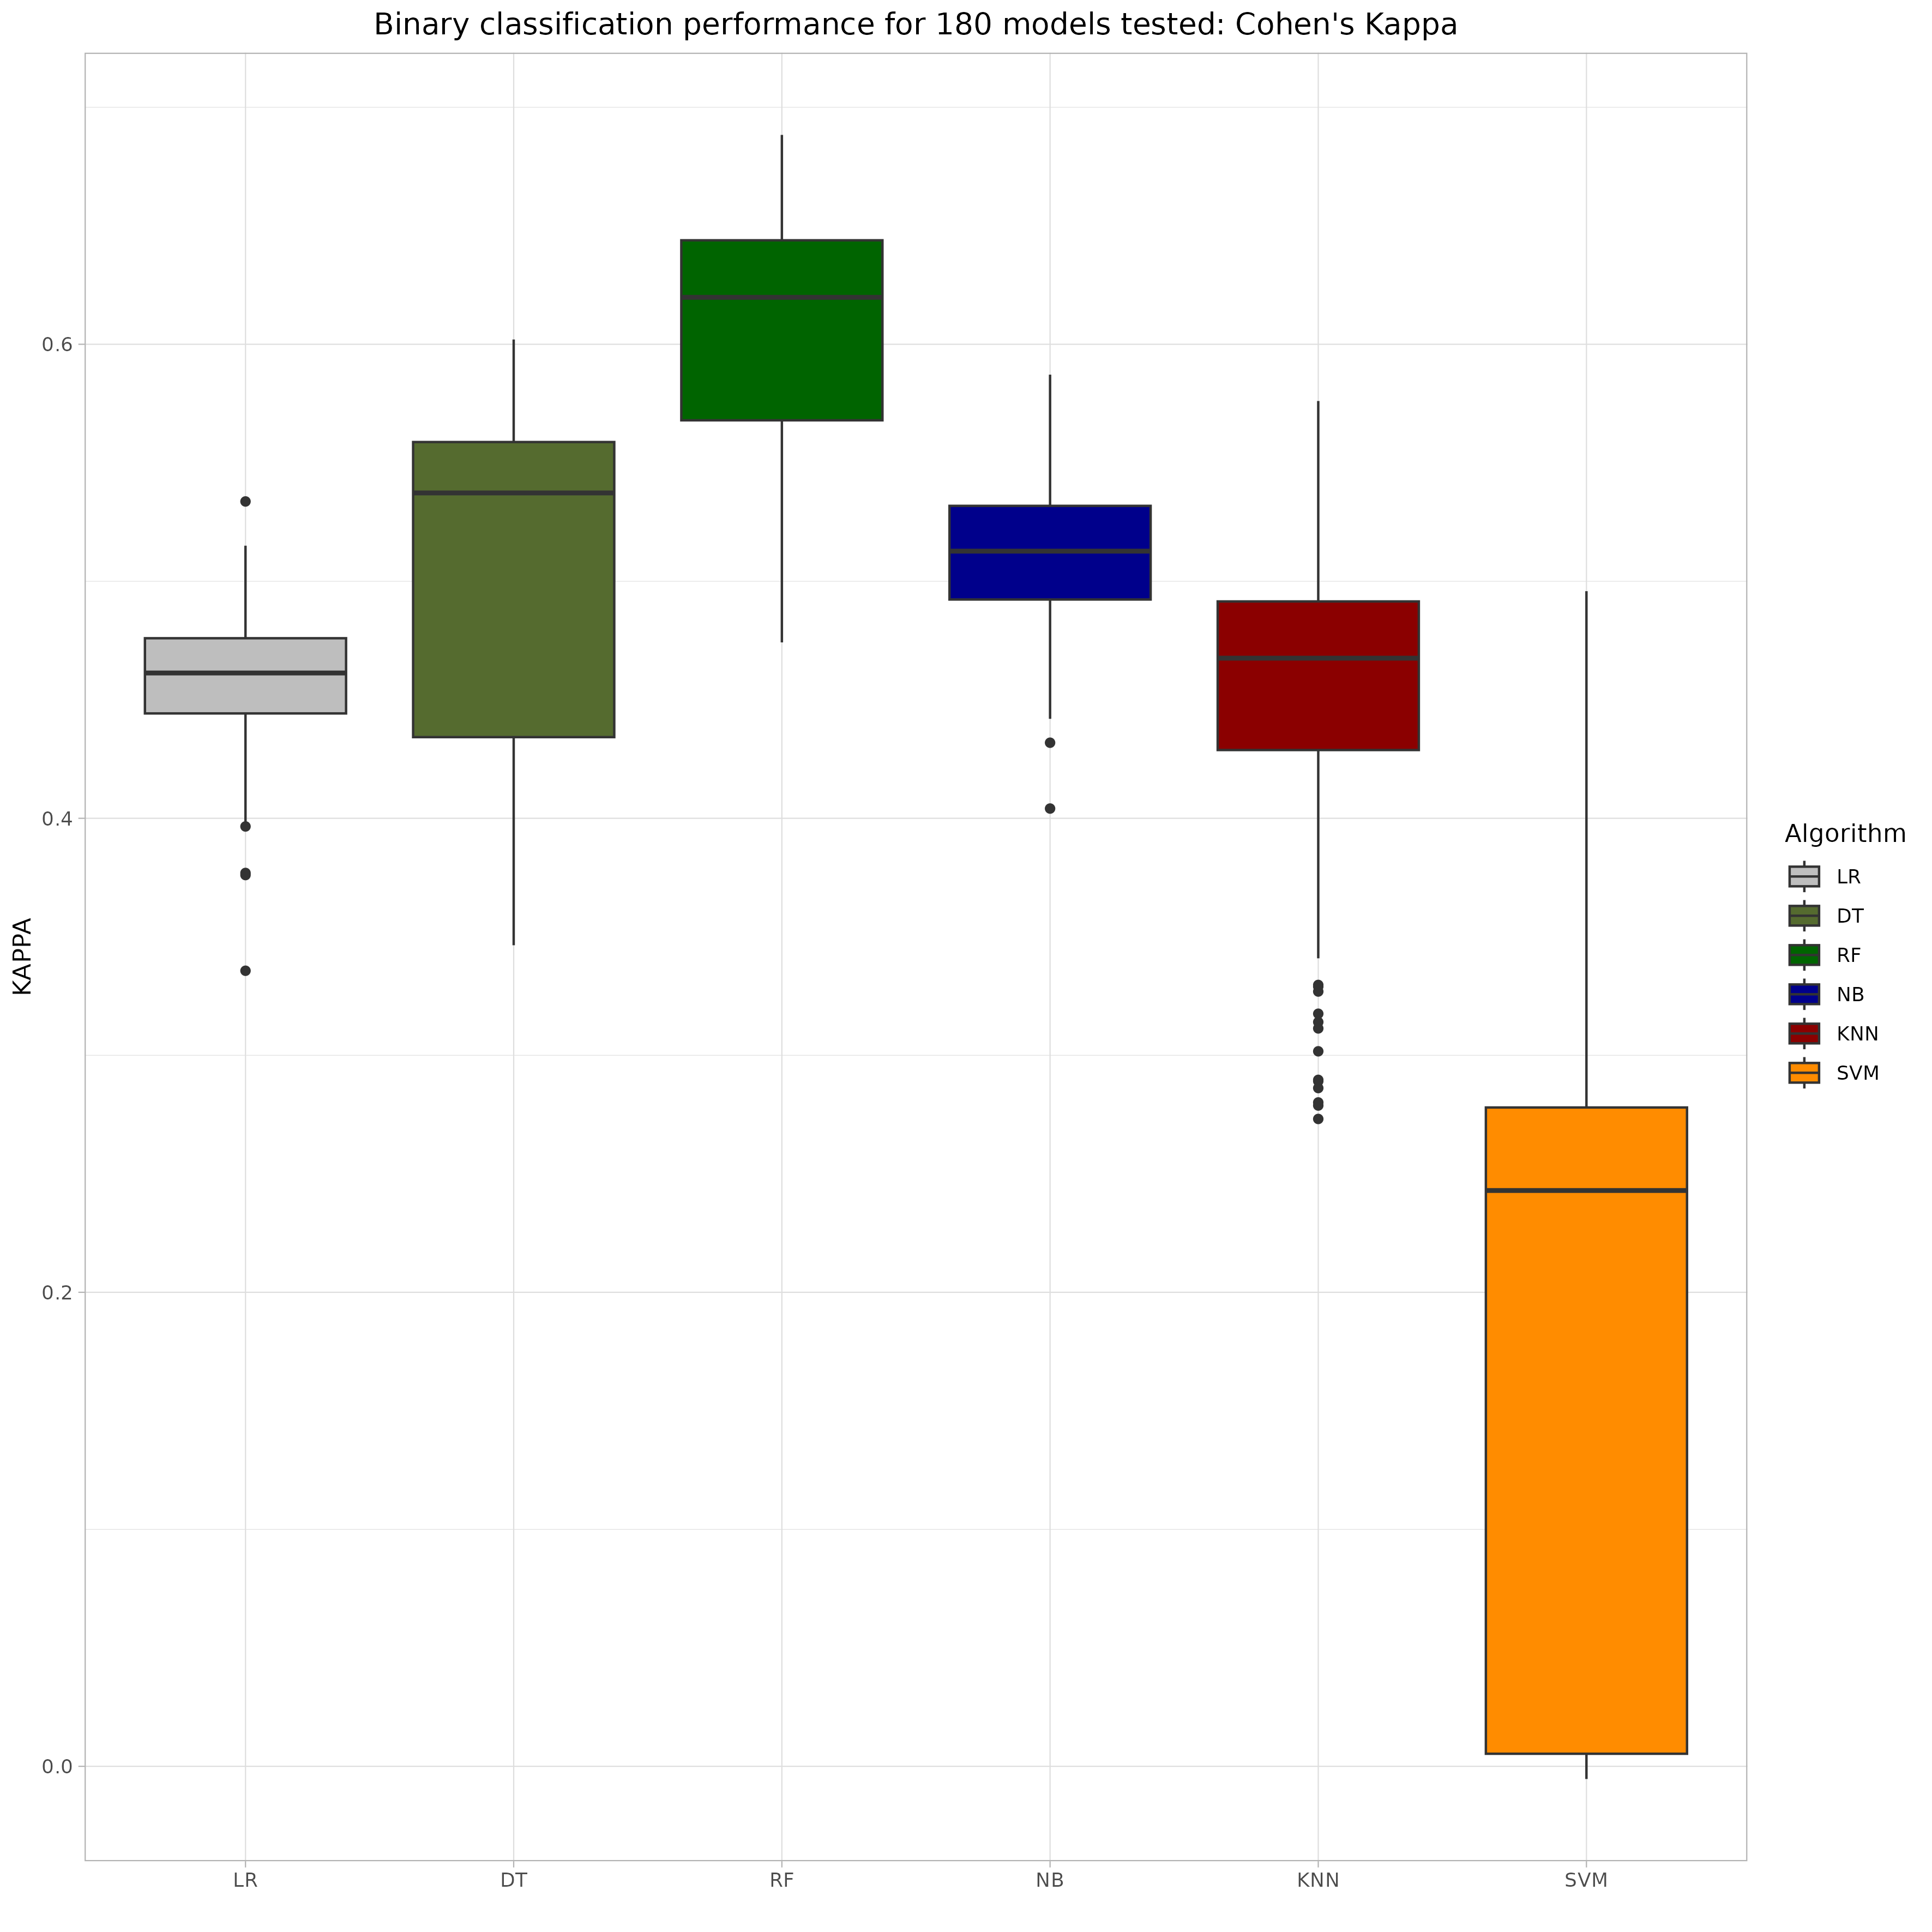 Binary classification performance for 180 models tested: Cohen's Kappa
KAPPA
0.6
0.4
0.2
0.0
LR
DT
RF
NB
KNN
SVM
Algorithm
LR
DT
RF
NB
KNN
SVM